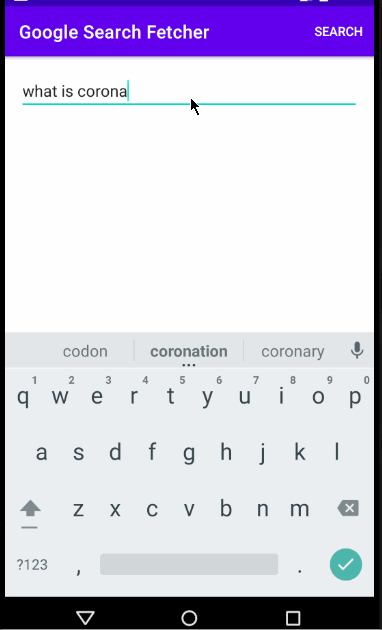 Google Search Fetcher SEARCH
what is corona
codon coronation coronary
1 2 3 4 5 6 7 8 9 0
q w e r t y u i o p
a s d f g h j k l
z x c v b n m
?123 , .